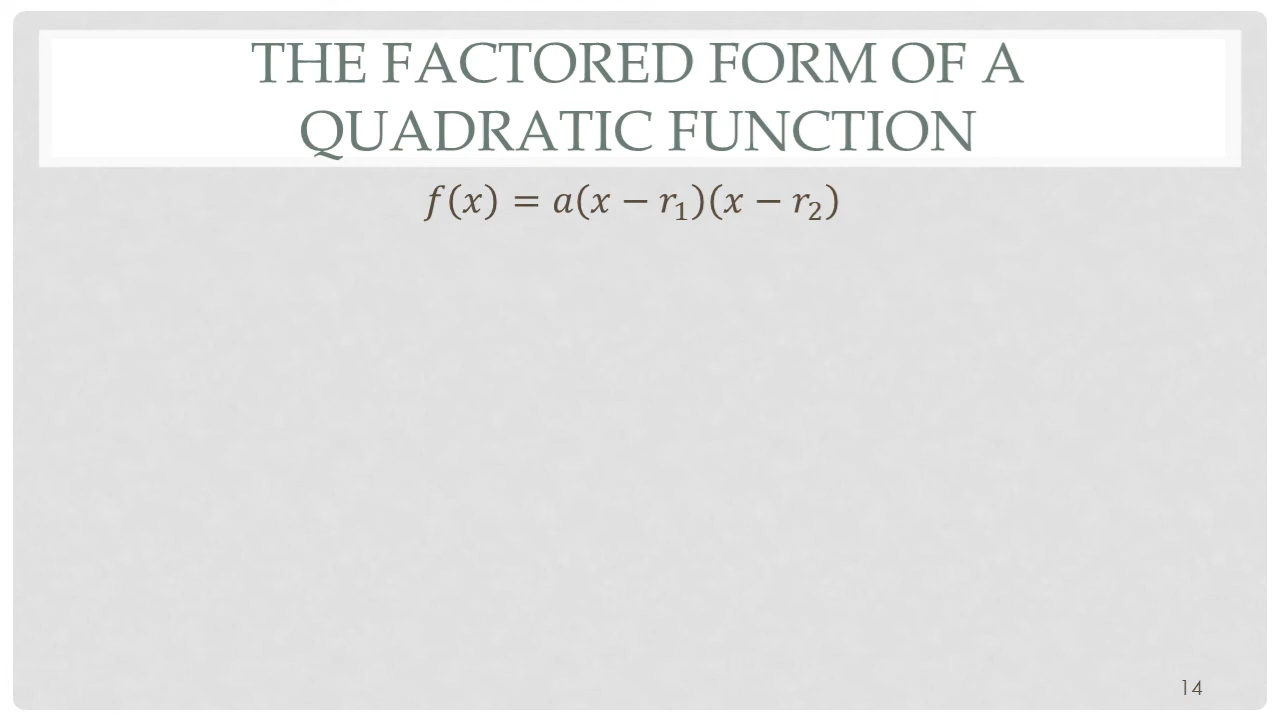 THE FACTORED FORM OF A
QUADRATIC FUNCTION
f(x) = a(x − r₁)(x − r₂)
14